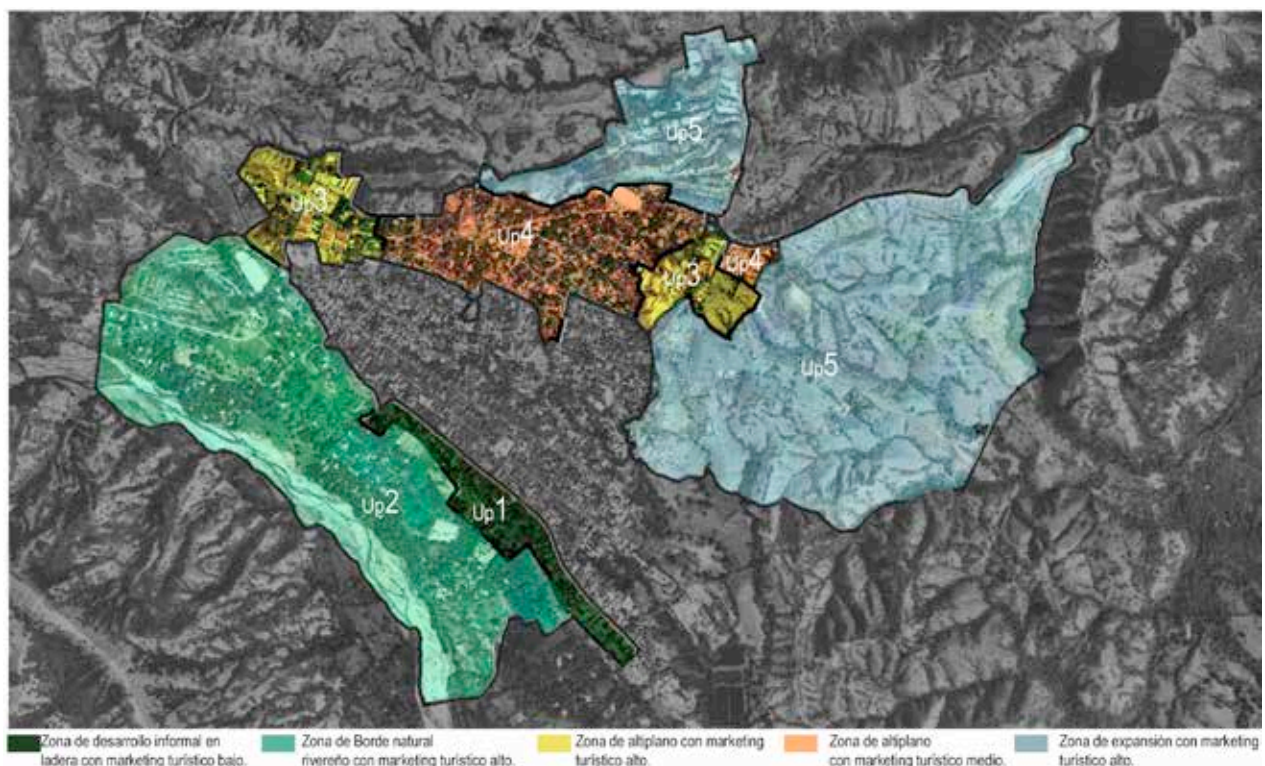 Up5
Up3
Up4
Up3
Up4
Up5
Up2
Up1
Zona de desarrollo informal en
ladera con marketing turístico bajo.
Zona de Borde natural
rivereño con marketing turístico alto.
Zona de altiplano con marketing
turístico alto.
Zona de altiplano
con marketing turístico medio.
Zona de expansión con marketing
turístico alto.